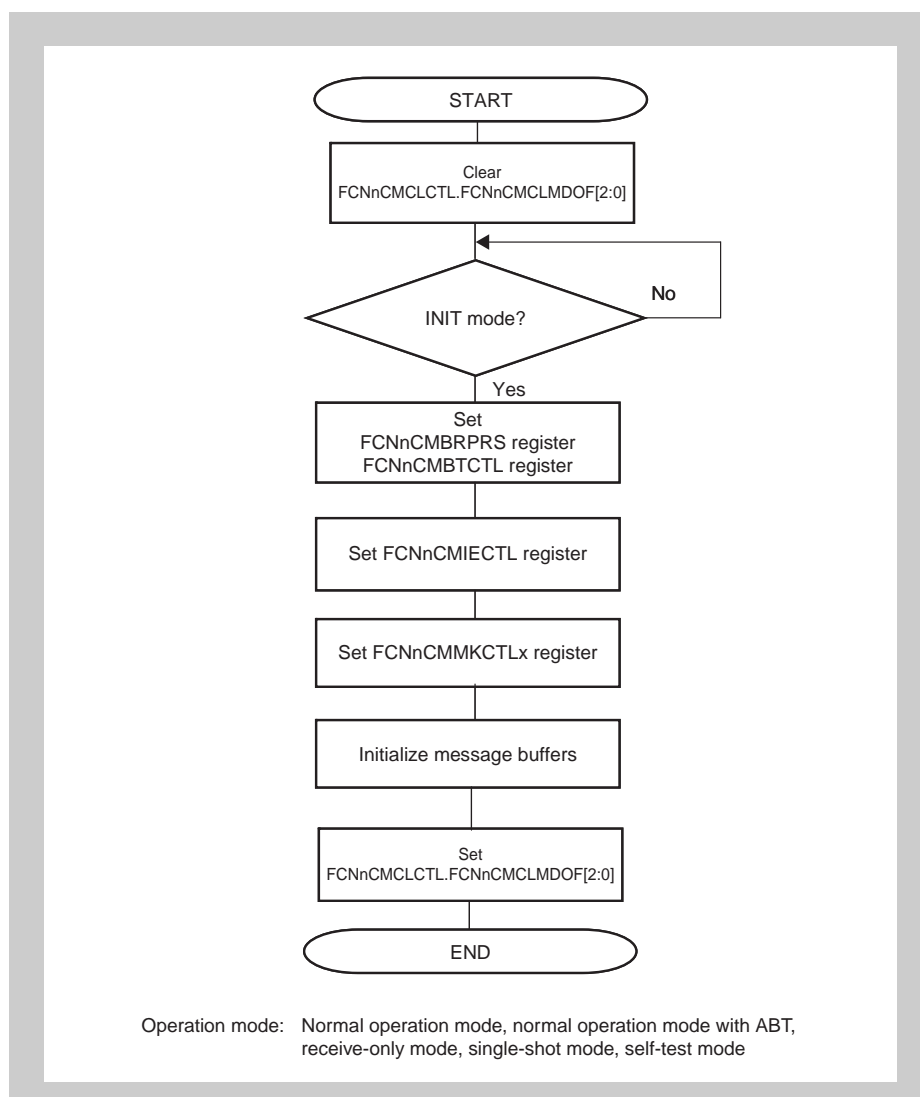 START
Clear
FCNnCMCLCTL.FCNnCMCLMDOF[2:0]
INIT mode?
No
Yes
Set
FCNnCMBRPRS register
FCNnCMBTCTL register
Set FCNnCMIECTL register
Set FCNnCMMKCTLx register
Initialize message buffers
Set
FCNnCMCLCTL.FCNnCMCLMDOF[2:0]
END
Operation mode: Normal operation mode, normal operation mode with ABT,
receive-only mode, single-shot mode, self-test mode